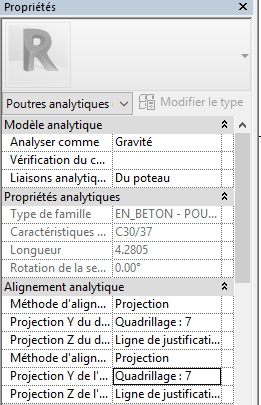 Propriétés
R
Poutres analytiques
Modifier le type
Modèle analytique
Analyser comme Gravité
Vérification du c...
Liaisons analytiq... Du poteau
Propriétés analytiques
Type de famille EN_BETON - POU...
Caractéristiques ... C30/37
Longueur 4.2805
Rotation de la se... 0.00°
Alignement analytique
Méthode d'align... Projection
Projection Y du d... Quadrillage : 7
Projection Z du d... Ligne de justificati...
Méthode d'align... Projection
Projection Y de l'... Quadrillage : 7
Projection Z de l'... Ligne de justificati...